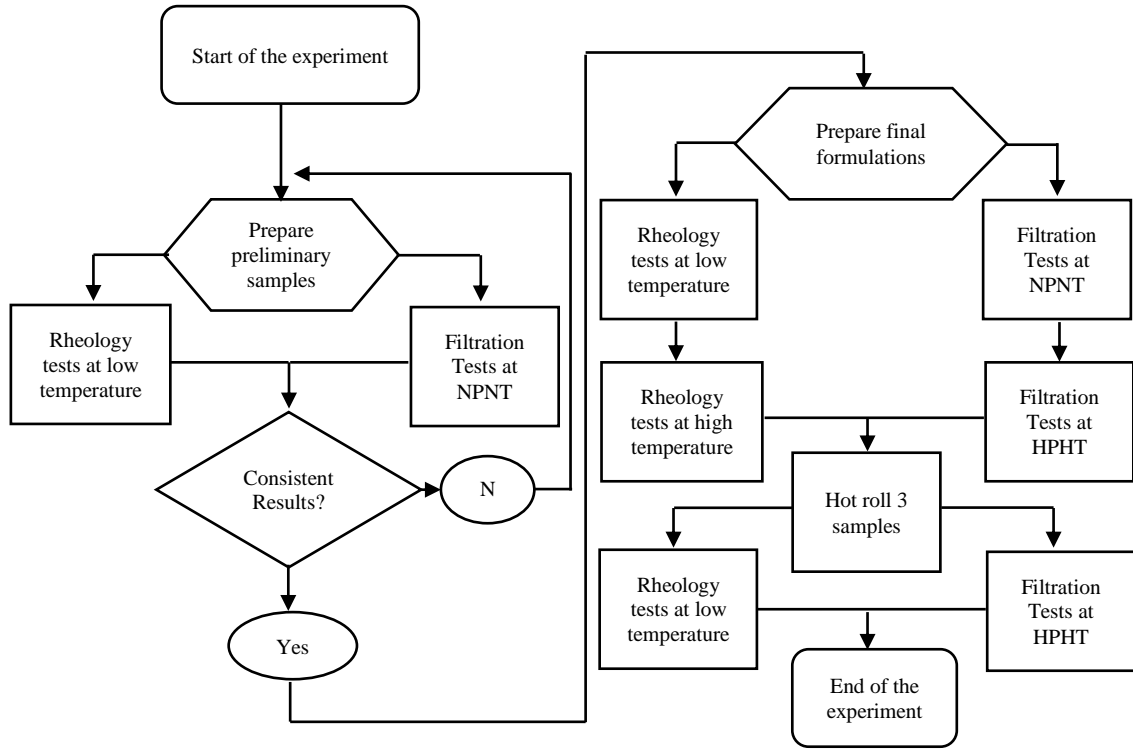 Start of the experiment
Prepare
preliminary
samples
Rheology
tests at low
temperature
Filtration
Tests at
NPNT
Consistent
Results?
N
Yes
Prepare final
formulations
Rheology
tests at low
temperature
Filtration
Tests at
NPNT
Rheology
tests at high
temperature
Filtration
Tests at
HPHT
Hot roll 3
samples
Rheology
tests at low
temperature
Filtration
Tests at
HPHT
End of the
experiment